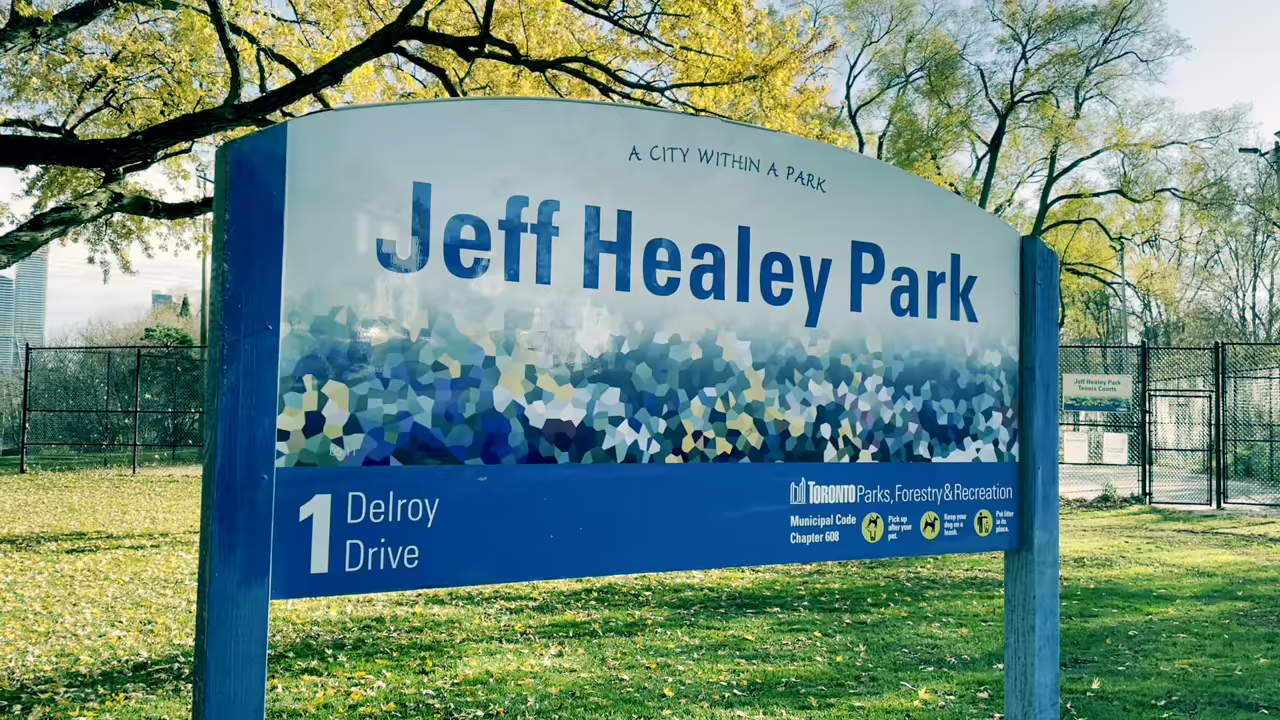 A CITY WITHIN A PARK
Jeff Healey Park
1 Delroy
Drive
TORONTO Parks, Forestry & Recreation
Municipal Code
Chapter 608
Pick up
after your
pet.
Keep your
dog on a
leash.
Put litter
in its
place.
Jeff Healey Park
Tennis Courts